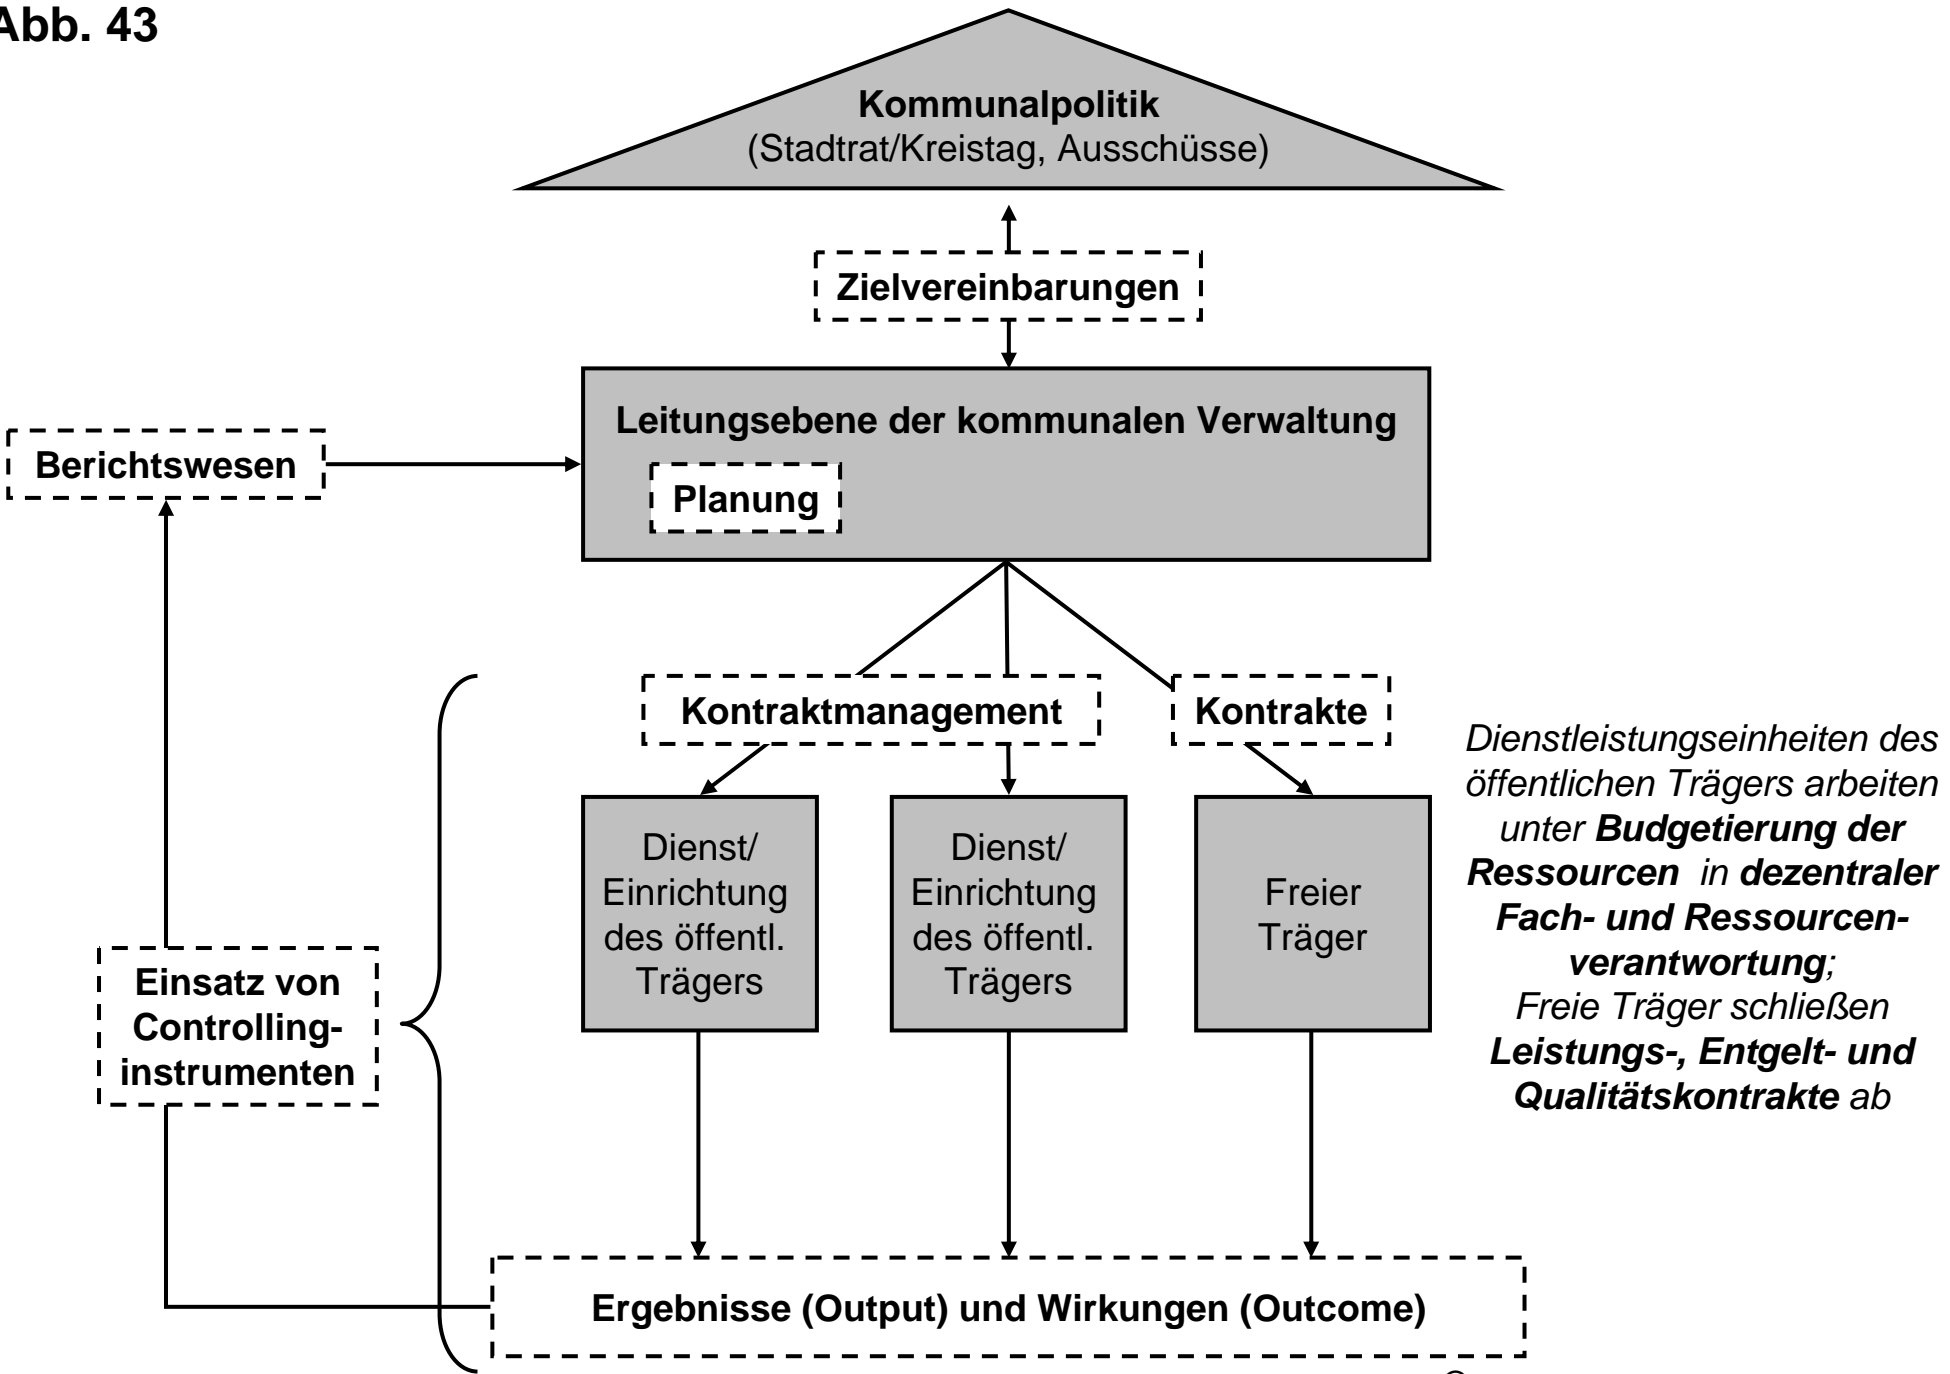 Abb. 43
Kommunalpolitik
(Stadtrat/Kreistag, Ausschüsse)
Zielvereinbarungen
Leitungsebene der kommunalen Verwaltung
Berichtswesen
Planung
Kontraktmanagement
Kontrakte
Dienst/
Einrichtung
des öffentl.
Trägers
Dienst/
Einrichtung
des öffentl.
Trägers
Freier
Träger
Dienstleistungseinheiten des
öffentlichen Trägers arbeiten
unter Budgetierung der
Ressourcen in dezentraler
Fach- und Ressourcen-
verantwortung;
Freie Träger schließen
Leistungs-, Entgelt- und
Qualitätskontrakte ab
Einsatz von
Controlling-
instrumenten
Ergebnisse (Output) und Wirkungen (Outcome)